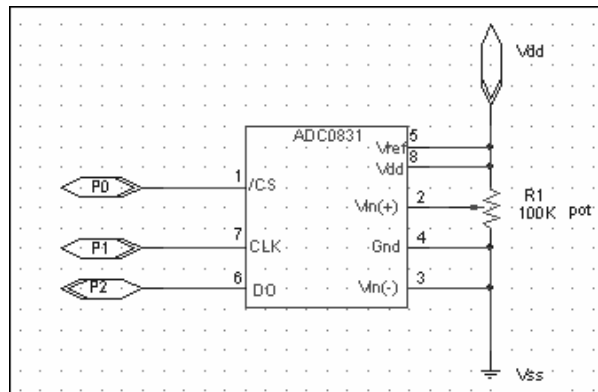 Vdd
ADC0831
Vref 5
Vdd 8
P0 1 /CS
Vin(+) 2
R1
100K pot
P1 7 CLK
Gnd 4
P2 6 DO
Vin(-) 3
Vss